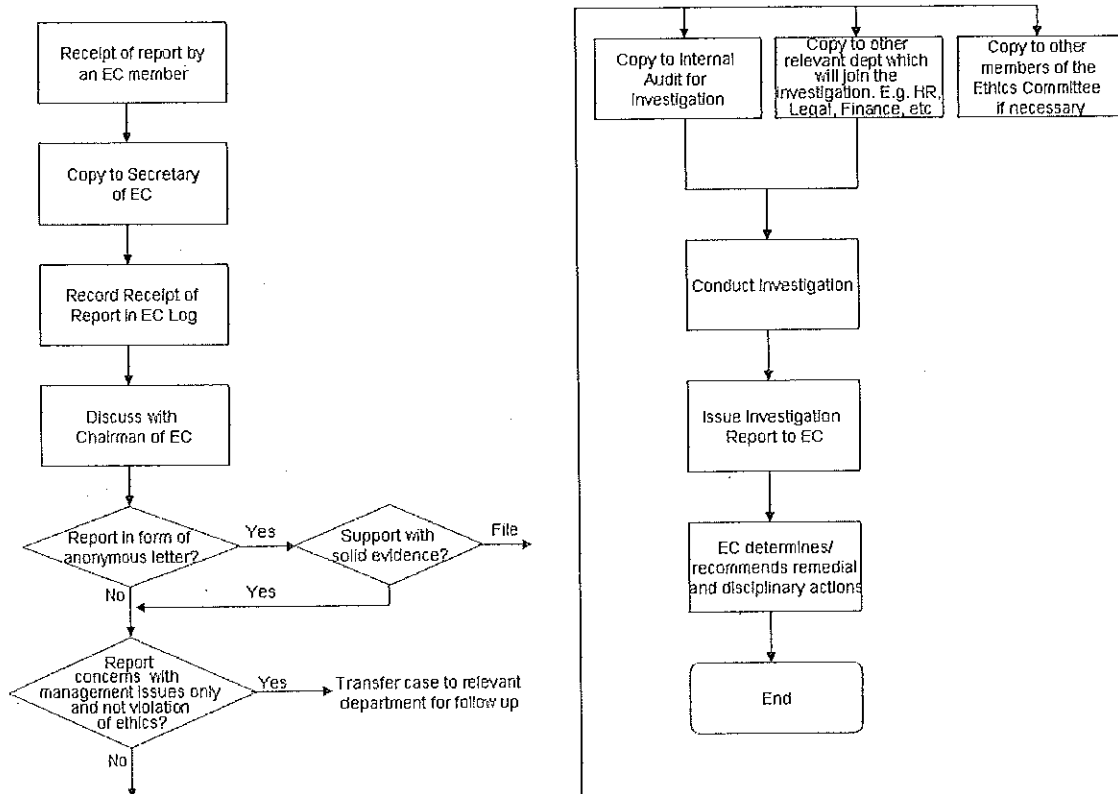 Receipt of report by
an EC member
Copy to Secretary
of EC
Record Receipt of
Report in EC Log
Discuss with
Chairman of EC
Report in form of
anonymous letter?
Yes
Support with
solid evidence?
File
No
Yes
Report
concerns with
management issues only
and not violation
of ethics?
Yes
Transfer case to relevant
department for follow up
No
Copy to Internal
Audit for
Investigation
Copy to other
relevant dept which
will join the
investigation. E.g. HR,
Legal, Finance, etc
Copy to other
members of the
Ethics Committee
if necessary
Conduct Investigation
Issue Investigation
Report to EC
EC determines/
recommends remedial
and disciplinary actions
End